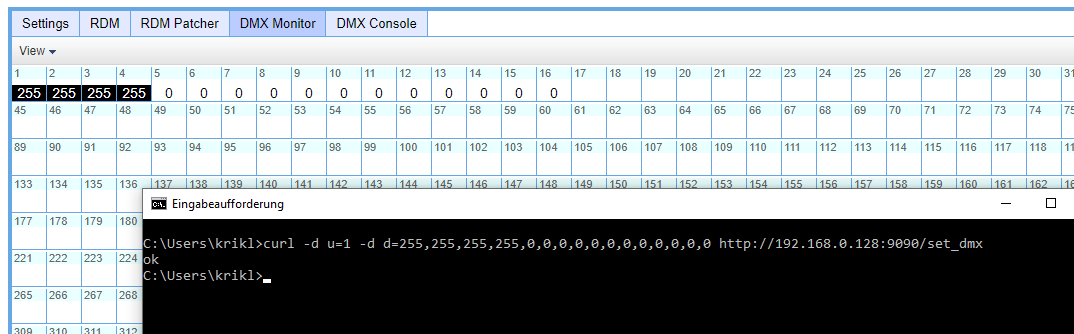 Settings RDM RDM Patcher DMX Monitor DMX Console
View
1 2 3 4 5 6 7 8 9 10 11 12 13 14 15 16 17 18 19 20 21 22 23 24 25 26 27 28 29 30 31
255 255 255 255 0 0 0 0 0 0 0 0 0 0 0 0
45 46 47 48 49 50 51 52 53 54 55 56 57 58 59 60 61 62 63 64 65 66 67 68 69 70 71 72 73 74 75
89 90 91 92 93 94 95 96 97 98 99 100 101 102 103 104 105 106 107 108 109 110 111 112 113 114 115 116 117 118
133 134 135 136 137 138 139 140 141 142 143 144 145 146 147 148 149 150 151 152 153 154 155 156 157 158 159 160 161 162
Eingabeaufforderung
177 178 179 180
C:\Users\krikl>curl -d u=1 -d d=255,255,255,255,0,0,0,0,0,0,0,0,0,0,0,0 http://192.168.0.128:9090/set_dmx
221 222 223 224
ok
C:\Users\krikl>
265 266 267 268
309 310 311 312